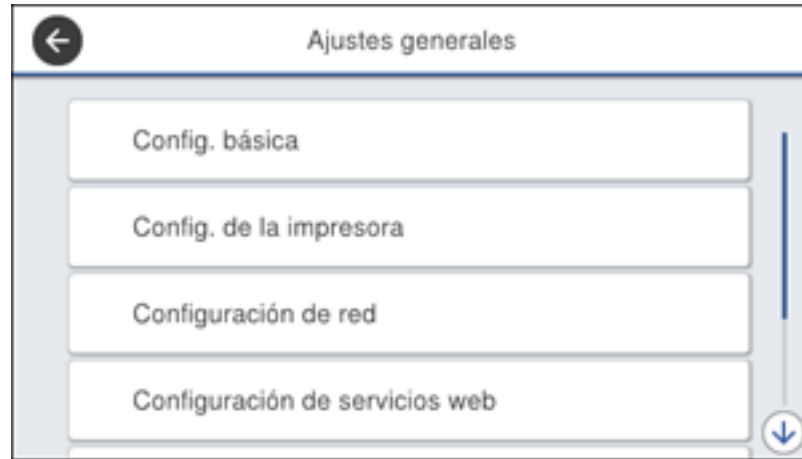 Ajustes generales
Config. básica
Config. de la impresora
Configuración de red
Configuración de servicios web